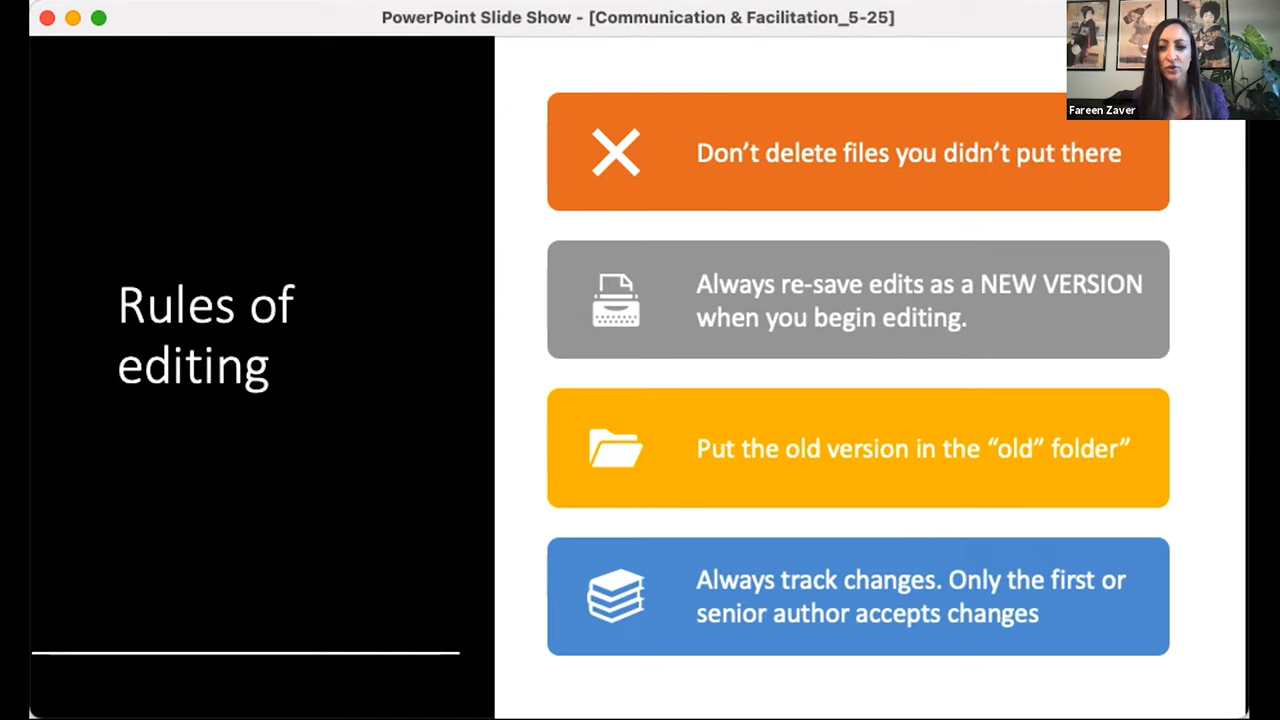 PowerPoint Slide Show - [Communication & Facilitation_5-25]
Fareen Zaver
Rules of
editing
Don’t delete files you didn’t put there
Always re-save edits as a NEW VERSION
when you begin editing.
Put the old version in the “old” folder”
Always track changes. Only the first or
senior author accepts changes